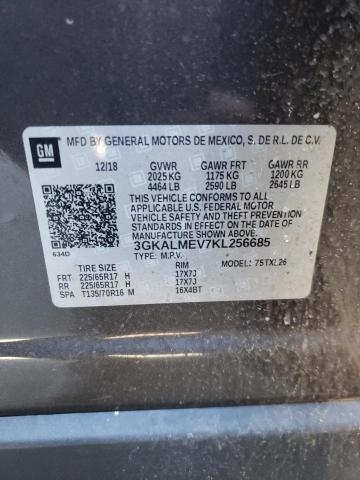 GM
MFD BY GENERAL MOTORS DE MEXICO, S. DE R.L. DE C.V.
12/18 GVWR GAWR FRT GAWR RR
2025 KG 1175 KG 1200 KG
4464 LB 2590 LB 2645 LB
THIS VEHICLE CONFORMS TO ALL
APPLICABLE U.S. FEDERAL MOTOR
VEHICLE SAFETY, BUMPER, AND THEFT
PREVENTION STANDARDS IN EFFECT ON
THE DATE OF MANUFACTURE SHOWN ABOVE.
634D 3GKALMEV7KL256685
TYPE: M.P.V. MODEL: 75TXL26
TIRE SIZE RIM
FRT 225/65R17 H 17X7J
RR 225/65R17 H 17X7J
SPA T135/70R16 M 16X4BT